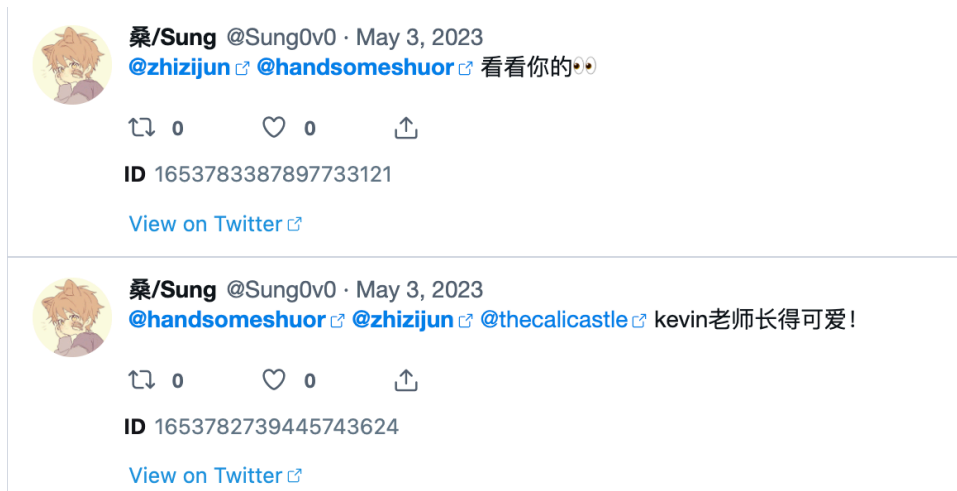 桑/Sung @Sung0v0 · May 3, 2023
@zhizijun @handsomeshuor 看看你的👀
0 0
ID 1653783387897733121
View on Twitter
桑/Sung @Sung0v0 · May 3, 2023
@handsomeshuor @zhizijun @thecalicastle kevin老师长得可爱！
0 0
ID 1653782739445743624
View on Twitter